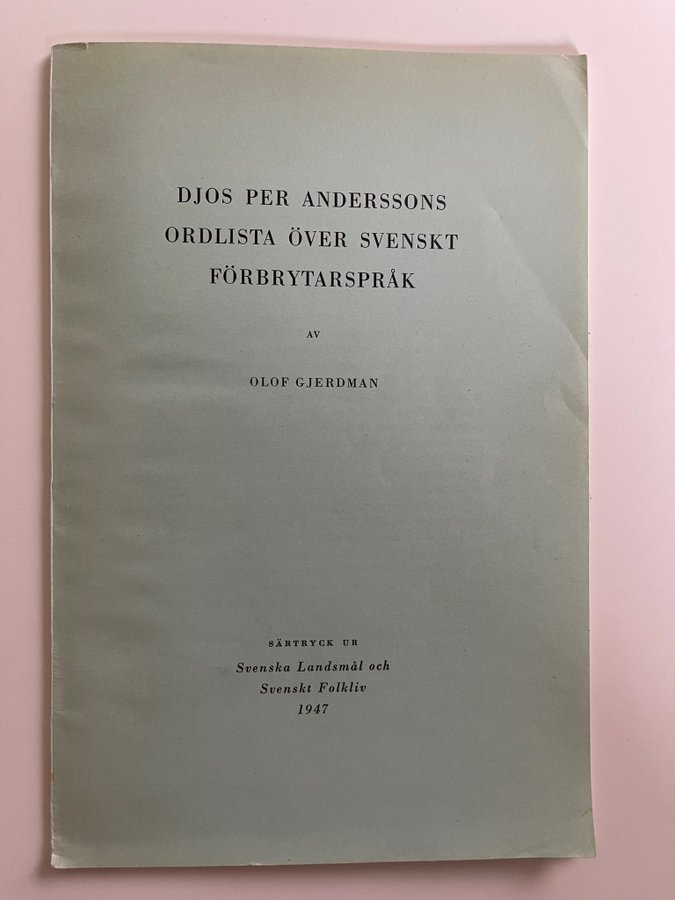 DJOS PER ANDERSSONS
ORDLISTA ÖVER SVENSKT
FÖRBRYTARSPRÅK
AV
OLOF GJERDMAN
SÄRTRYCK UR
Svenska Landsmål och
Svenskt Folkliv
1947